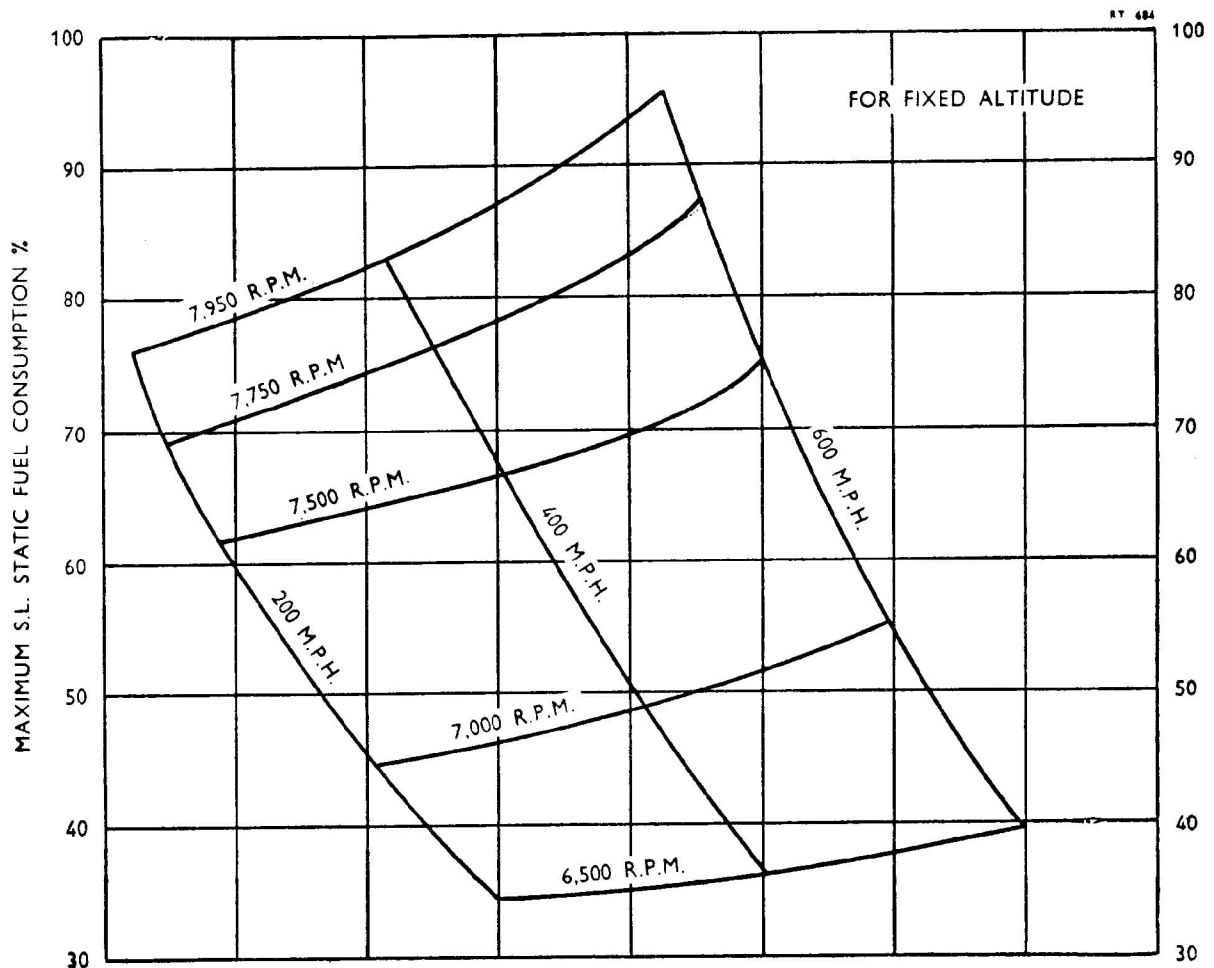 RT 684
100
100
FOR FIXED ALTITUDE
90
90
MAXIMUM S.L. STATIC FUEL CONSUMPTION %
7,950 R.P.M.
80
80
7,750 R.P.M
70
70
600 M.P.H.
7,500 R.P.M.
400 M.P.H.
60
60
200 M.P.H.
50
50
7,000 R.P.M.
40
40
6,500 R.P.M.
30
30